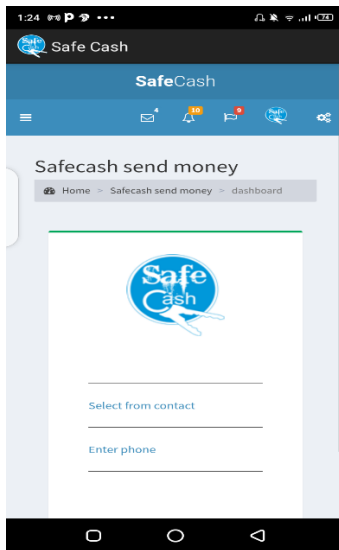 1:24
74
Safe Cash
SafeCash
4
10
9
Safecash send money
Home > Safecash send money > dashboard
Safe
Cash
Select from contact
Enter phone